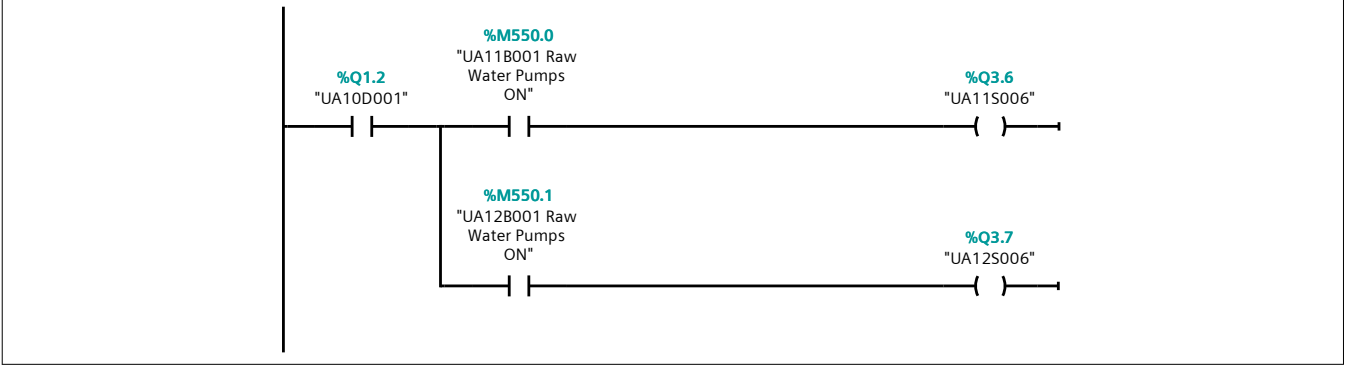 %M550.0
"UA11B001 Raw
Water Pumps
ON"
%Q1.2
"UA10D001"
%Q3.6
"UA11S006"
%M550.1
"UA12B001 Raw
Water Pumps
ON"
%Q3.7
"UA12S006"